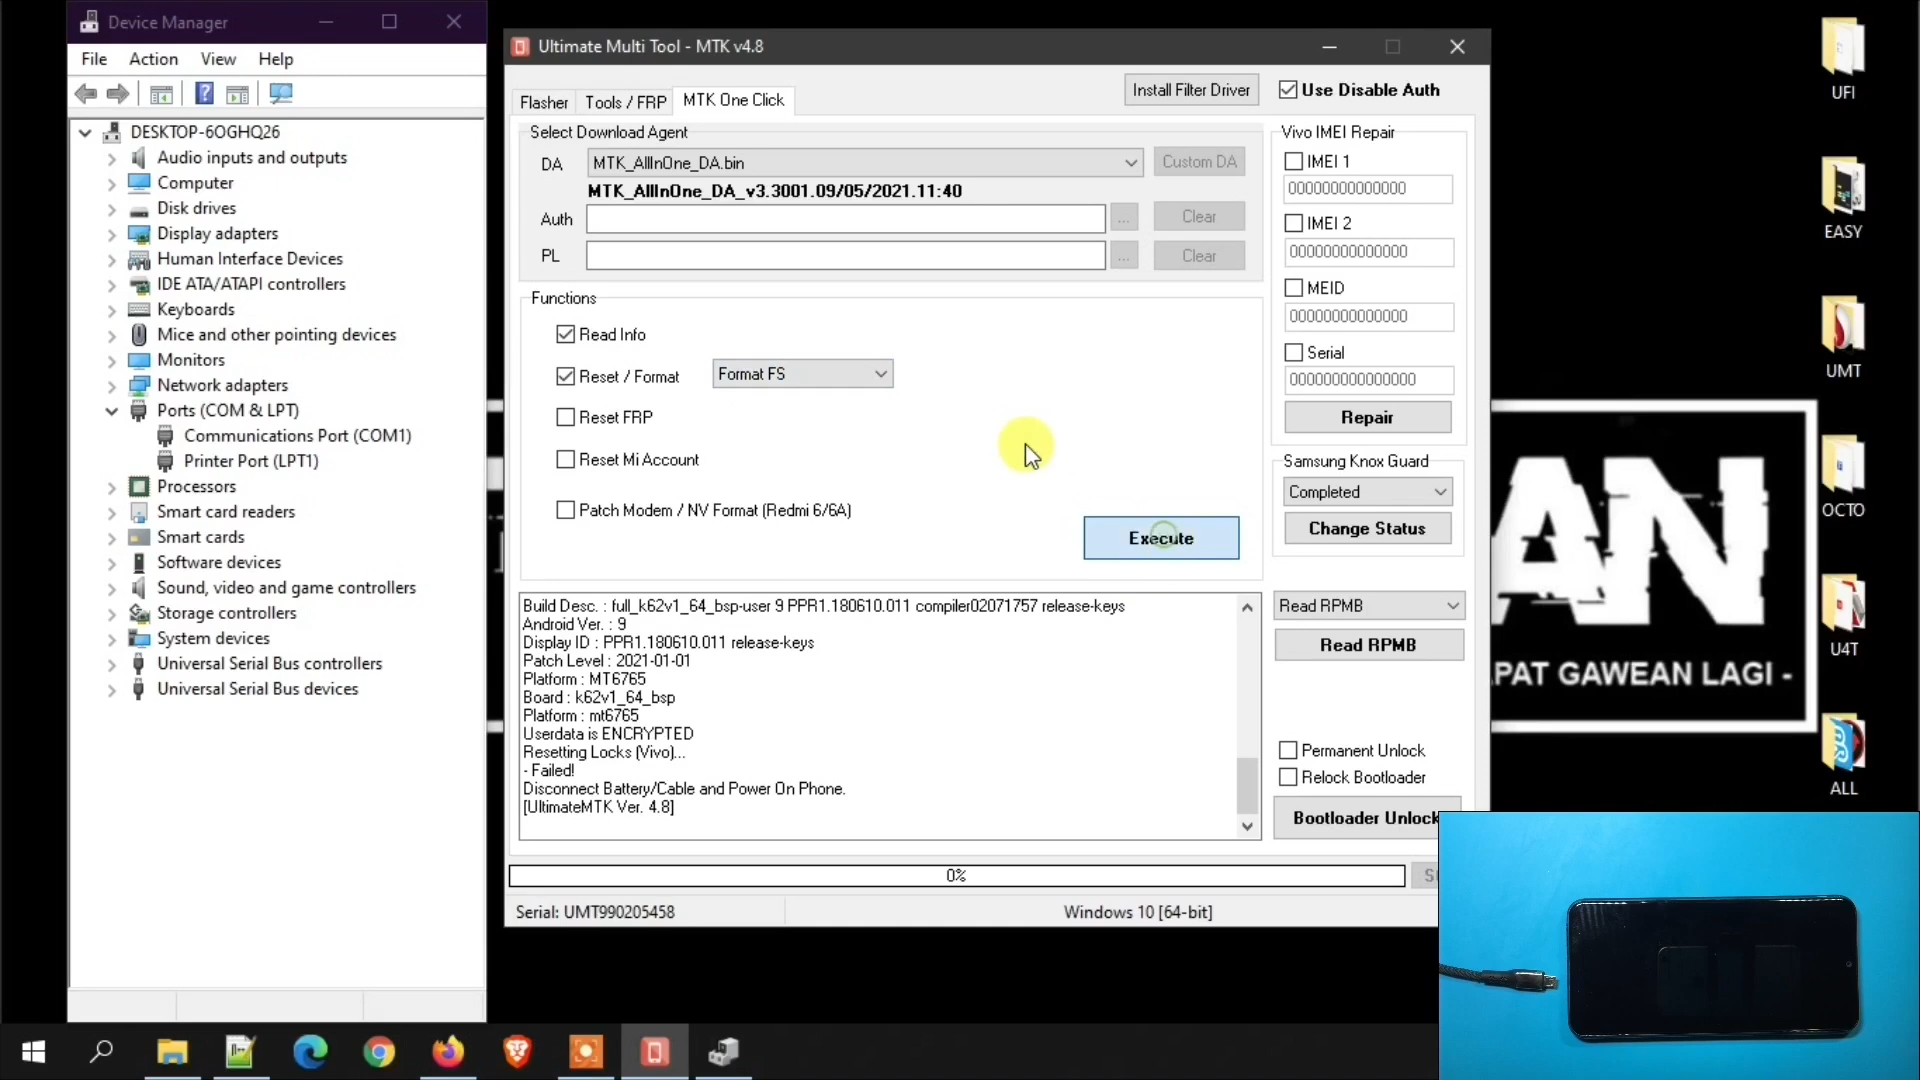 Device Manager
File Action View Help
DESKTOP-6OGHQ26
Audio inputs and outputs
Computer
Disk drives
Display adapters
Human Interface Devices
IDE ATA/ATAPI controllers
Keyboards
Mice and other pointing devices
Monitors
Network adapters
Ports (COM & LPT)
Communications Port (COM1)
Printer Port (LPT1)
Processors
Smart card readers
Smart cards
Software devices
Sound, video and game controllers
Storage controllers
System devices
Universal Serial Bus controllers
Universal Serial Bus devices
Ultimate Multi Tool - MTK v4.8
Flasher Tools / FRP MTK One Click
Install Filter Driver Use Disable Auth
Select Download Agent
DA MTK_AllInOne_DA.bin Custom DA
MTK_AllInOne_DA_v3.3001.09/05/2021.11:40
Auth ... Clear
PL ... Clear
Functions
Read Info
Reset / Format Format FS
Reset FRP
Reset Mi Account
Patch Modem / NV Format (Redmi 6/6A)
Execute
Build Desc. : full_k62v1_64_bsp-user 9 PPR1.180610.011 compiler02071757 release-keys
Android Ver. : 9
Display ID : PPR1.180610.011 release-keys
Patch Level : 2021-01-01
Platform : MT6765
Board : k62v1_64_bsp
Platform : mt6765
Userdata is ENCRYPTED
Resetting Locks (Vivo)...
- Failed!
Disconnect Battery/Cable and Power On Phone.
[UltimateMTK Ver. 4.8]
Vivo IMEI Repair
IMEI 1
00000000000000
IMEI 2
00000000000000
MEID
00000000000000
Serial
000000000000000
Repair
Samsung Knox Guard
Completed
Change Status
Read RPMB
Read RPMB
Permanent Unlock
Relock Bootloader
Bootloader Unlock
0%
Serial: UMT990205458 Windows 10 [64-bit]
AN
PAT GAWEAN LAGI -
UFI
EASY
UMT
OCTO
U4T
ALL